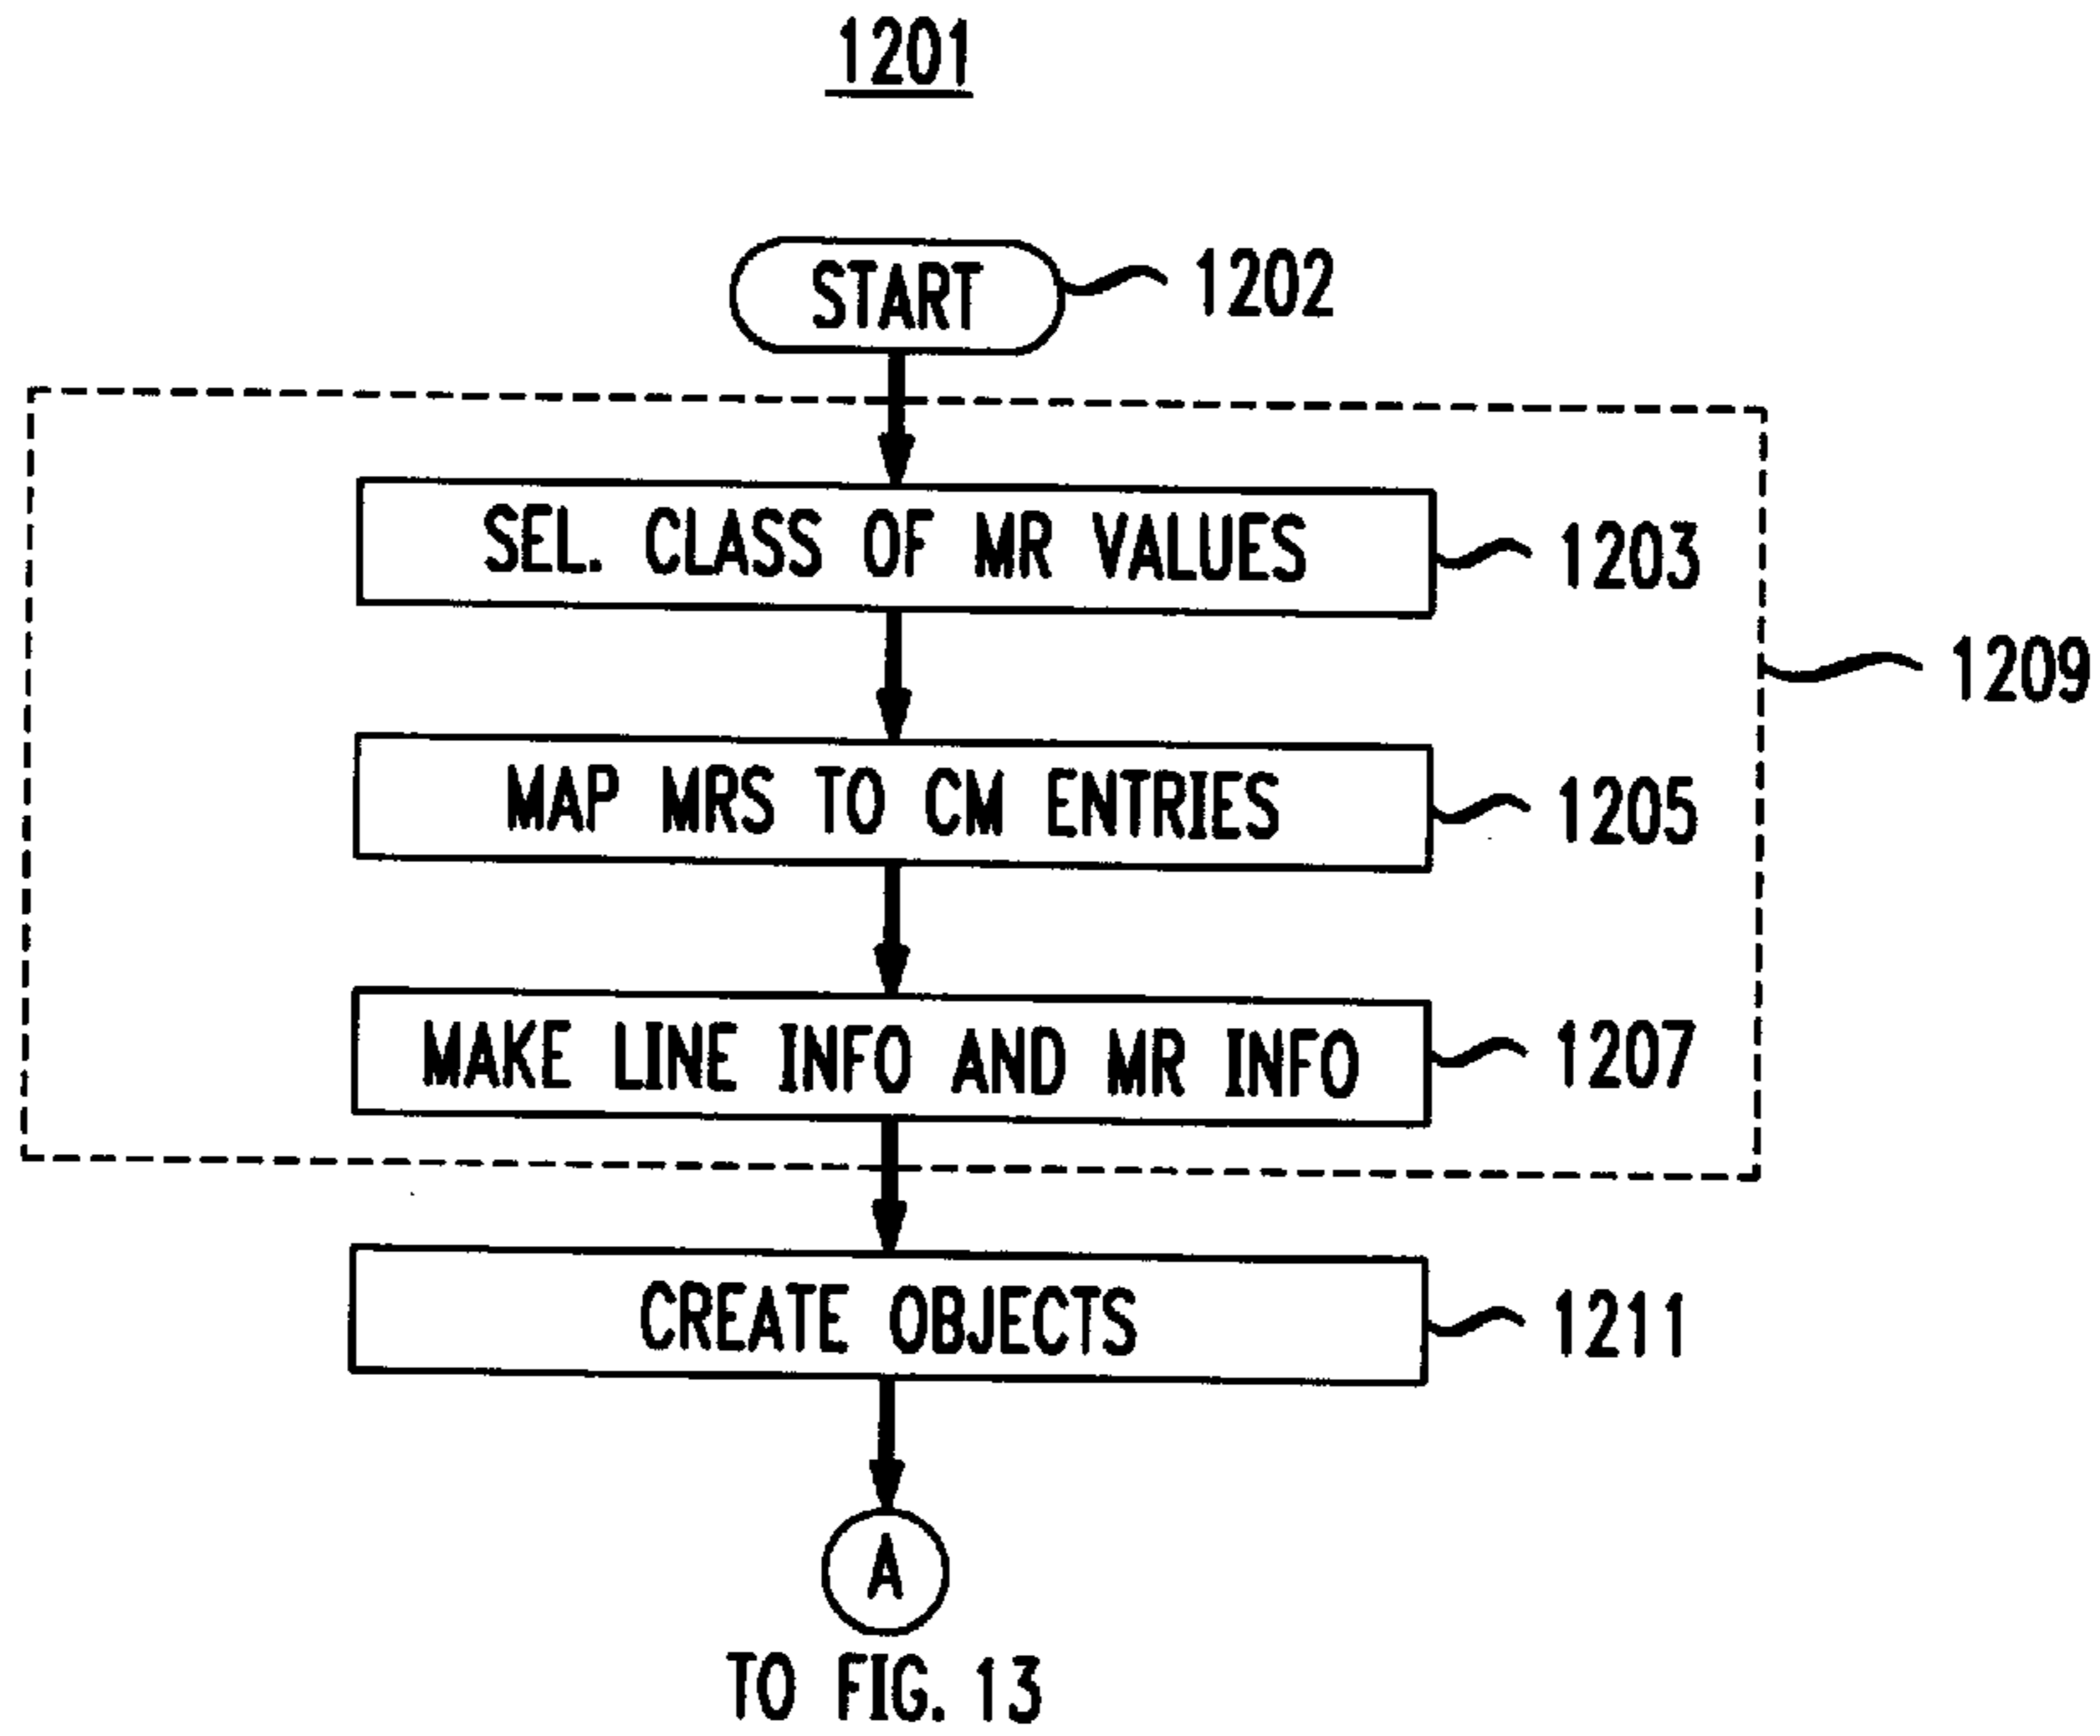 1201
START
1202
SEL. CLASS OF MR VALUES
1203
1209
MAP MRS TO CM ENTRIES
1205
MAKE LINE INFO AND MR INFO
1207
CREATE OBJECTS
1211
A
TO FIG. 13